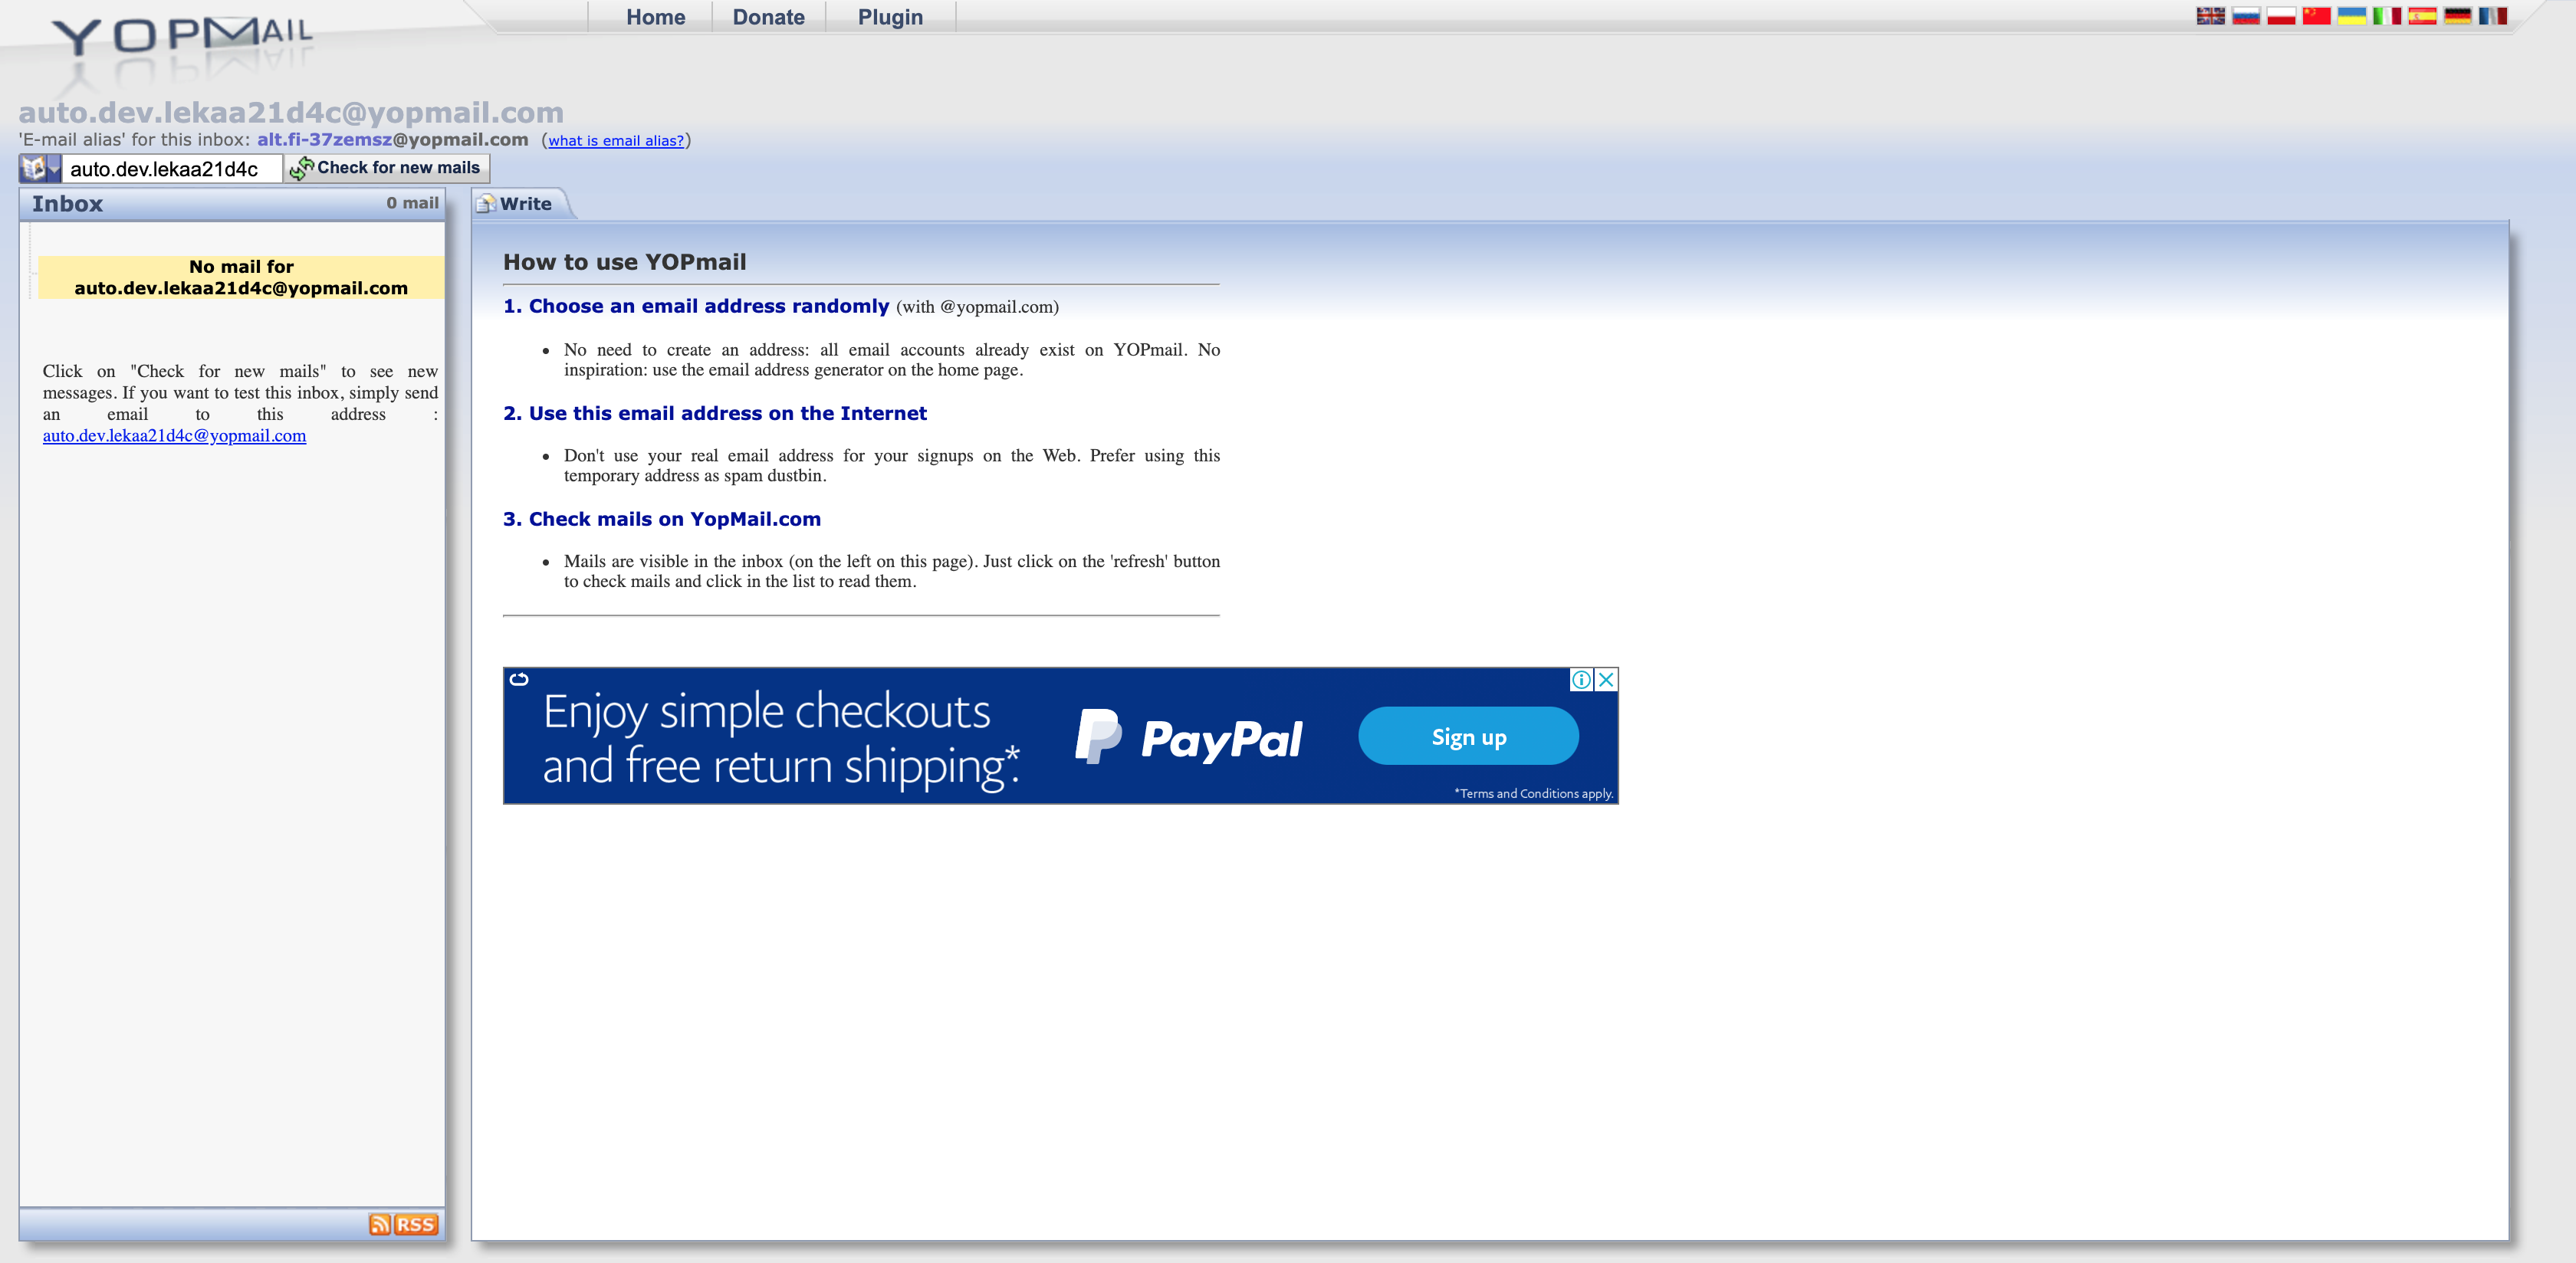 YOPMAIL
Home
Donate
Plugin
auto.dev.lekaa21d4c@yopmail.com
'E-mail alias' for this inbox: alt.fi-37zemsz@yopmail.com (what is email alias?)
auto.dev.lekaa21d4c
Check for new mails
Inbox
0 mail
No mail for
auto.dev.lekaa21d4c@yopmail.com
Click on "Check for new mails" to see new
messages. If you want to test this inbox, simply send
an email to this address :
auto.dev.lekaa21d4c@yopmail.com
RSS
Write
How to use YOPmail
1. Choose an email address randomly (with @yopmail.com)
• No need to create an address: all email accounts already exist on YOPmail. No
inspiration: use the email address generator on the home page.
2. Use this email address on the Internet
• Don't use your real email address for your signups on the Web. Prefer using this
temporary address as spam dustbin.
3. Check mails on YopMail.com
• Mails are visible in the inbox (on the left on this page). Just click on the 'refresh' button
to check mails and click in the list to read them.
Enjoy simple checkouts
and free return shipping*.
PayPal
Sign up
*Terms and Conditions apply.